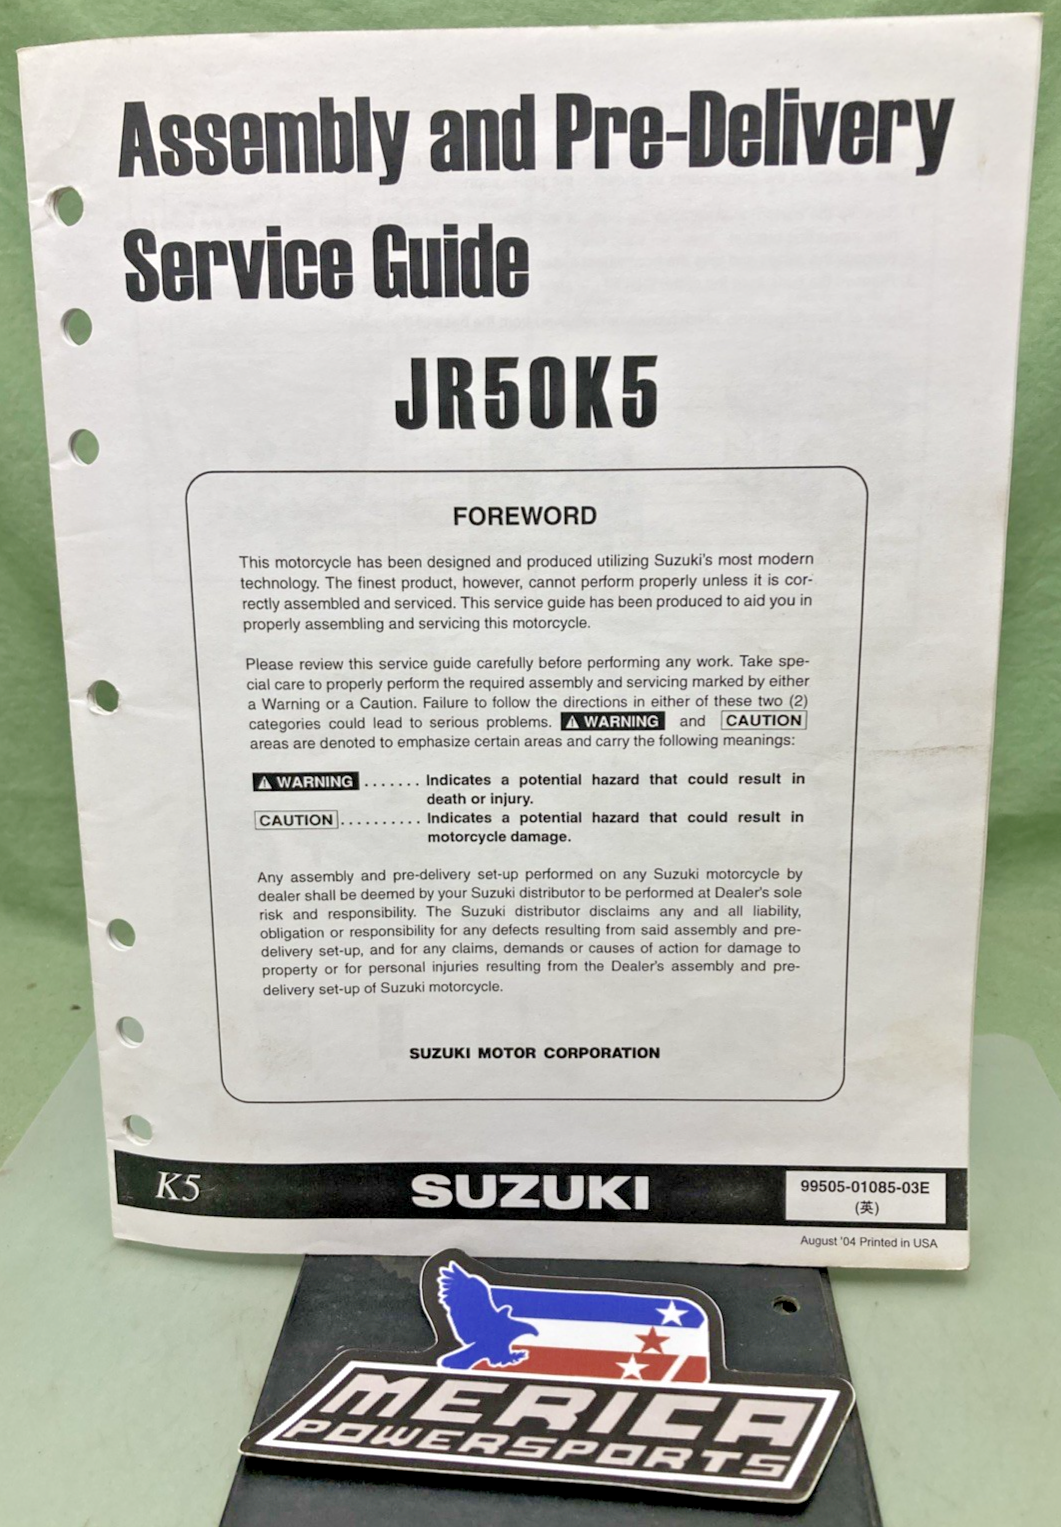 Assembly and Pre-Delivery
Service Guide
JR50K5
FOREWORD
This motorcycle has been designed and produced utilizing Suzuki's most modern
technology. The finest product, however, cannot perform properly unless it is cor-
rectly assembled and serviced. This service guide has been produced to aid you in
properly assembling and servicing this motorcycle.
Please review this service guide carefully before performing any work. Take spe-
cial care to properly perform the required assembly and servicing marked by either
a Warning or a Caution. Failure to follow the directions in either of these two (2)
categories could lead to serious problems. ⚠ WARNING and CAUTION
areas are denoted to emphasize certain areas and carry the following meanings:
⚠ WARNING ....... Indicates a potential hazard that could result in
death or injury.
CAUTION .......... Indicates a potential hazard that could result in
motorcycle damage.
Any assembly and pre-delivery set-up performed on any Suzuki motorcycle by
dealer shall be deemed by your Suzuki distributor to be performed at Dealer's sole
risk and responsibility. The Suzuki distributor disclaims any and all liability,
obligation or responsibility for any defects resulting from said assembly and pre-
delivery set-up, and for any claims, demands or causes of action for damage to
property or for personal injuries resulting from the Dealer's assembly and pre-
delivery set-up of Suzuki motorcycle.
SUZUKI MOTOR CORPORATION
K5 SUZUKI 99505-01085-03E
(英)
August '04 Printed in USA
MERICA
POWERSPORTS